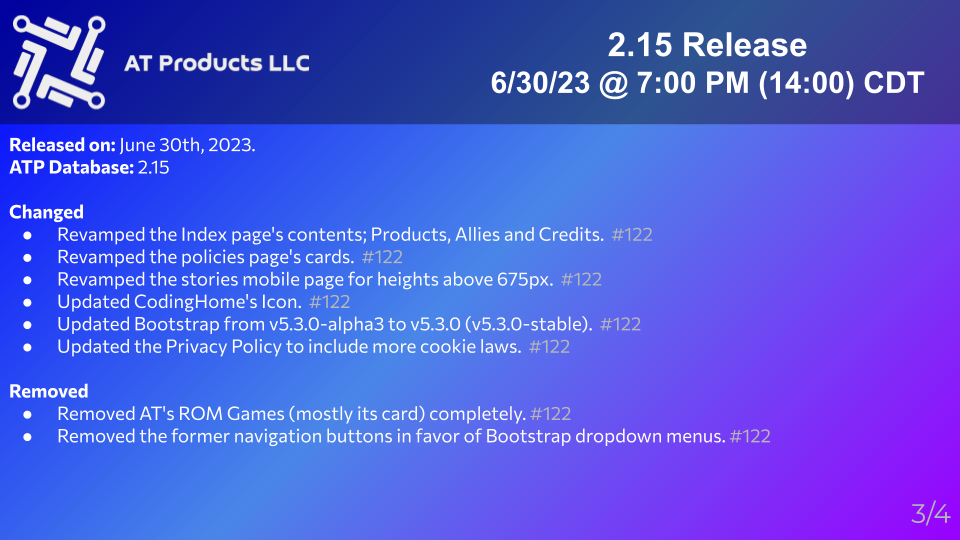 AT Products LLC
2.15 Release
6/30/23 @ 7:00 PM (14:00) CDT
Released on: June 30th, 2023.
ATP Database: 2.15
Changed
● Revamped the Index page's contents; Products, Allies and Credits. #122
● Revamped the policies page's cards. #122
● Revamped the stories mobile page for heights above 675px. #122
● Updated CodingHome's Icon. #122
● Updated Bootstrap from v5.3.0-alpha3 to v5.3.0 (v5.3.0-stable). #122
● Updated the Privacy Policy to include more cookie laws. #122
Removed
● Removed AT's ROM Games (mostly its card) completely. #122
● Removed the former navigation buttons in favor of Bootstrap dropdown menus. #122
3/4